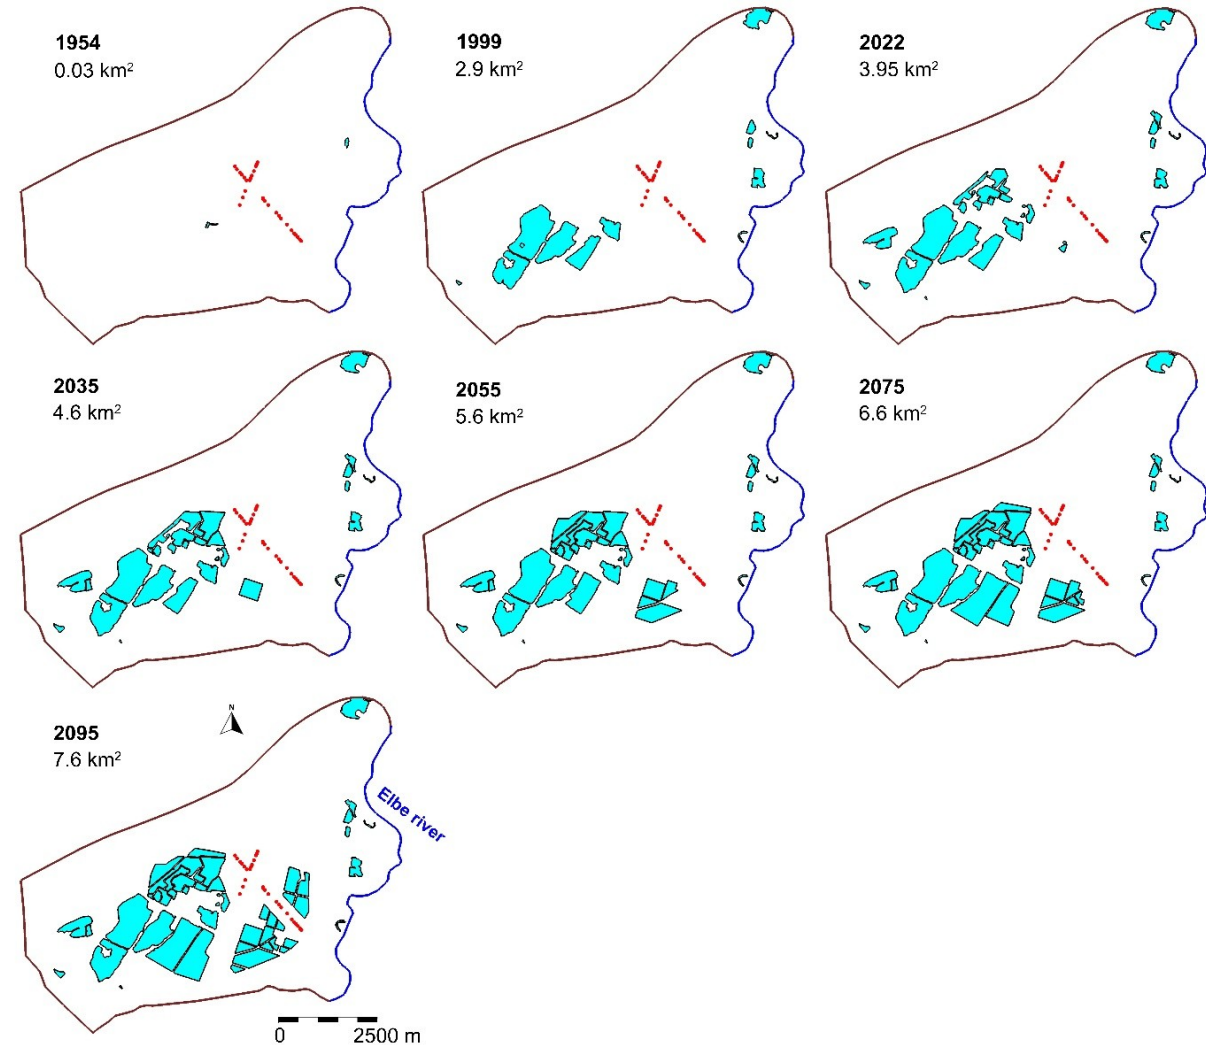 1954
0.03 km²
1999
2.9 km²
2022
3.95 km²
2035
4.6 km²
2055
5.6 km²
2075
6.6 km²
2095
7.6 km²
N
Elbe river
0 2500 m